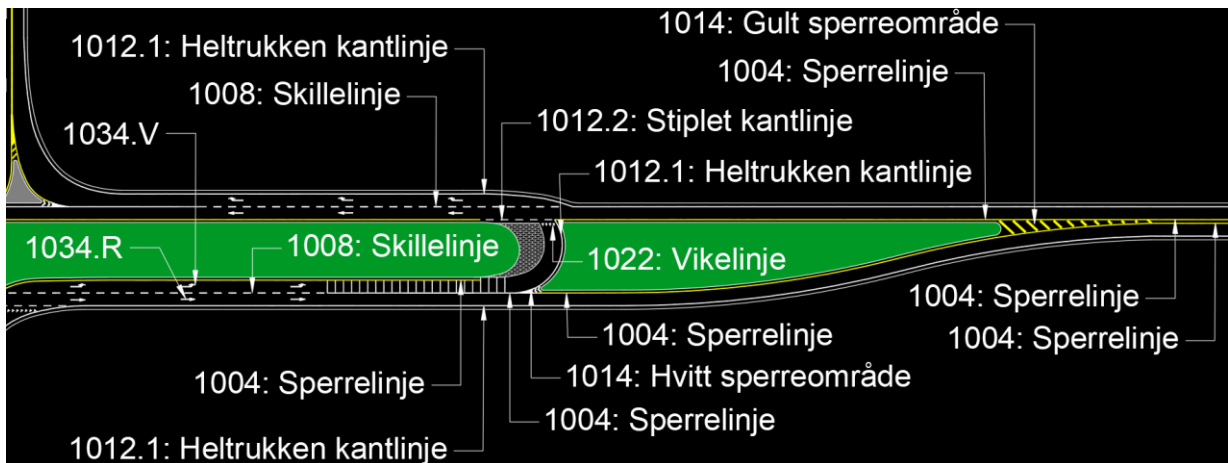 1014: Gult sperreområde
1012.1: Heltrukken kantlinje
1004: Sperrelinje
1008: Skillelinje
1012.2: Stiplet kantlinje
1034.V
1012.1: Heltrukken kantlinje
1034.R
1008: Skillelinje
1022: Vikelinje
1004: Sperrelinje
1004: Sperrelinje
1004: Sperrelinje
1004: Sperrelinje
1014: Hvitt sperreområde
1004: Sperrelinje
1012.1: Heltrukken kantlinje